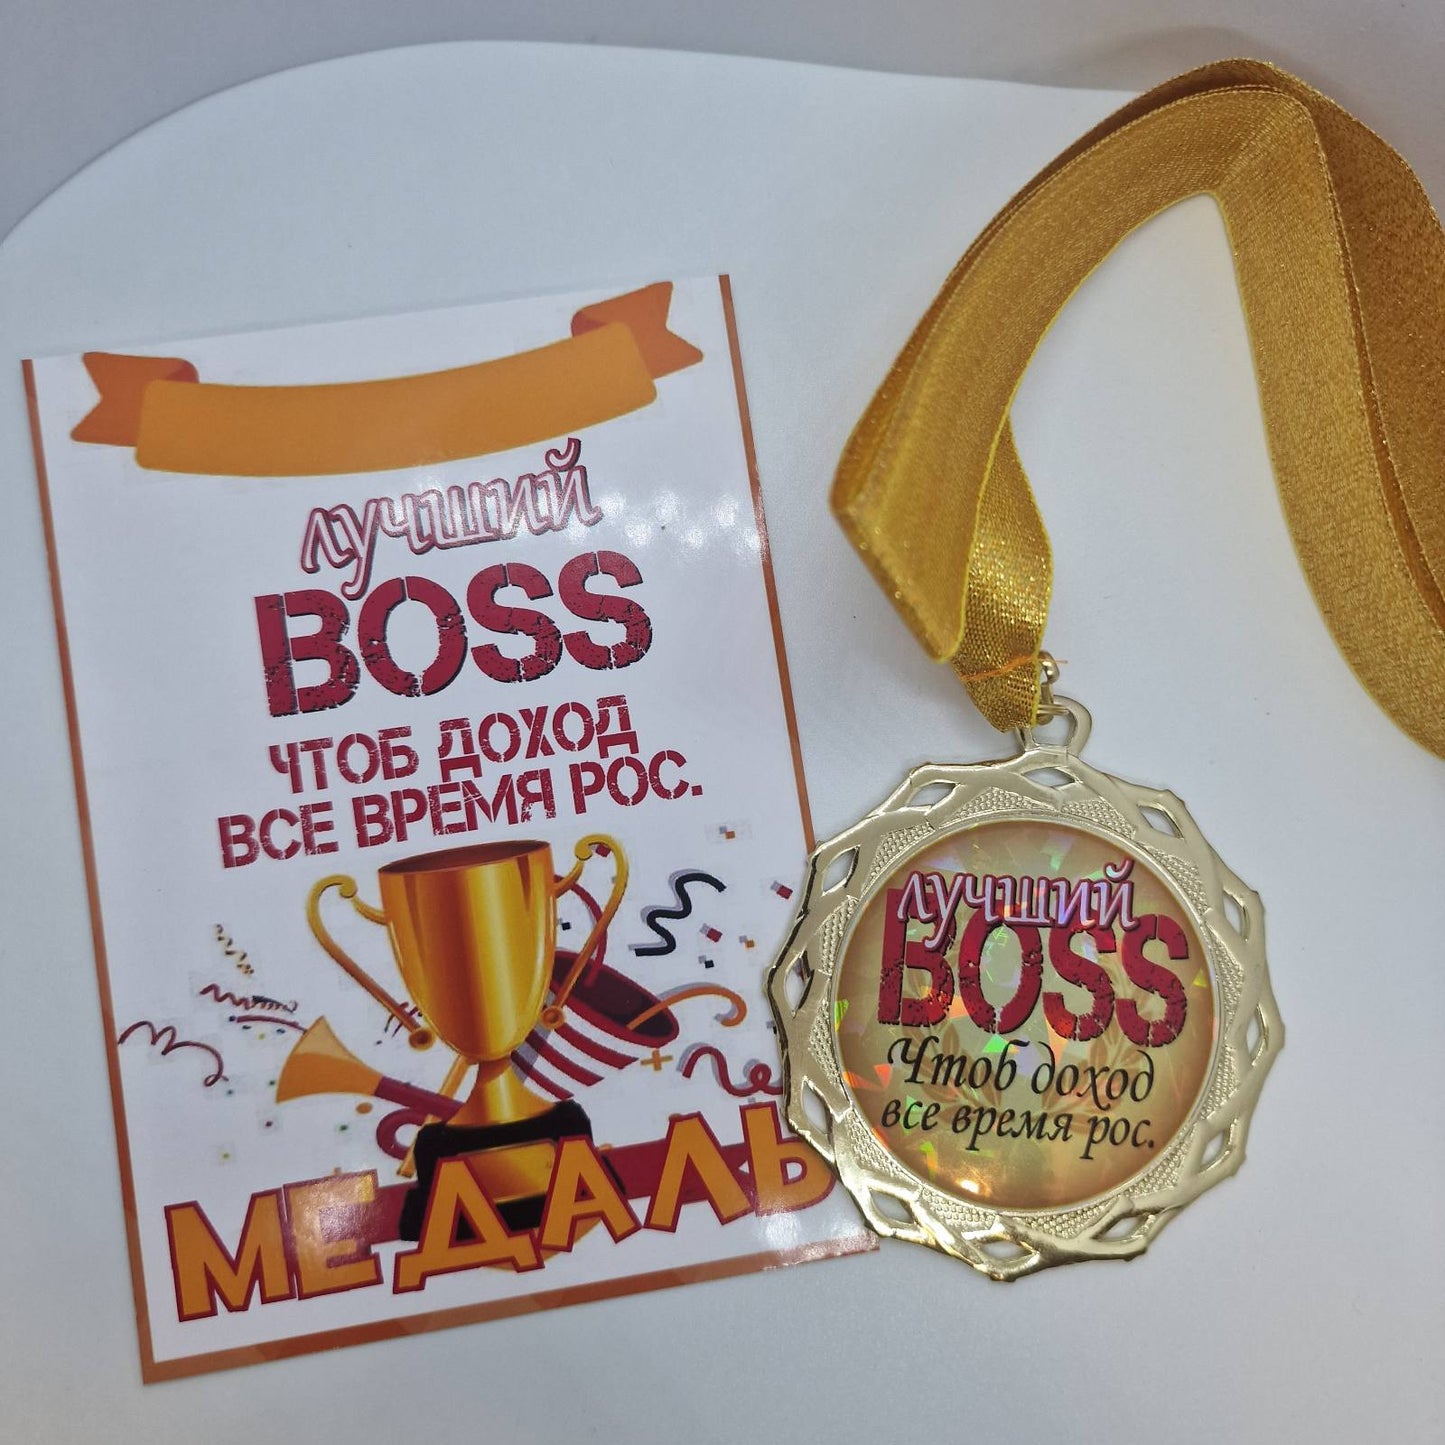 лучший
BOSS
ЧТОБ ДОХОД
ВСЕ ВРЕМЯ РОС.
МЕДАЛЬ
лучший
BOSS
Чтоб доход
все время рос.